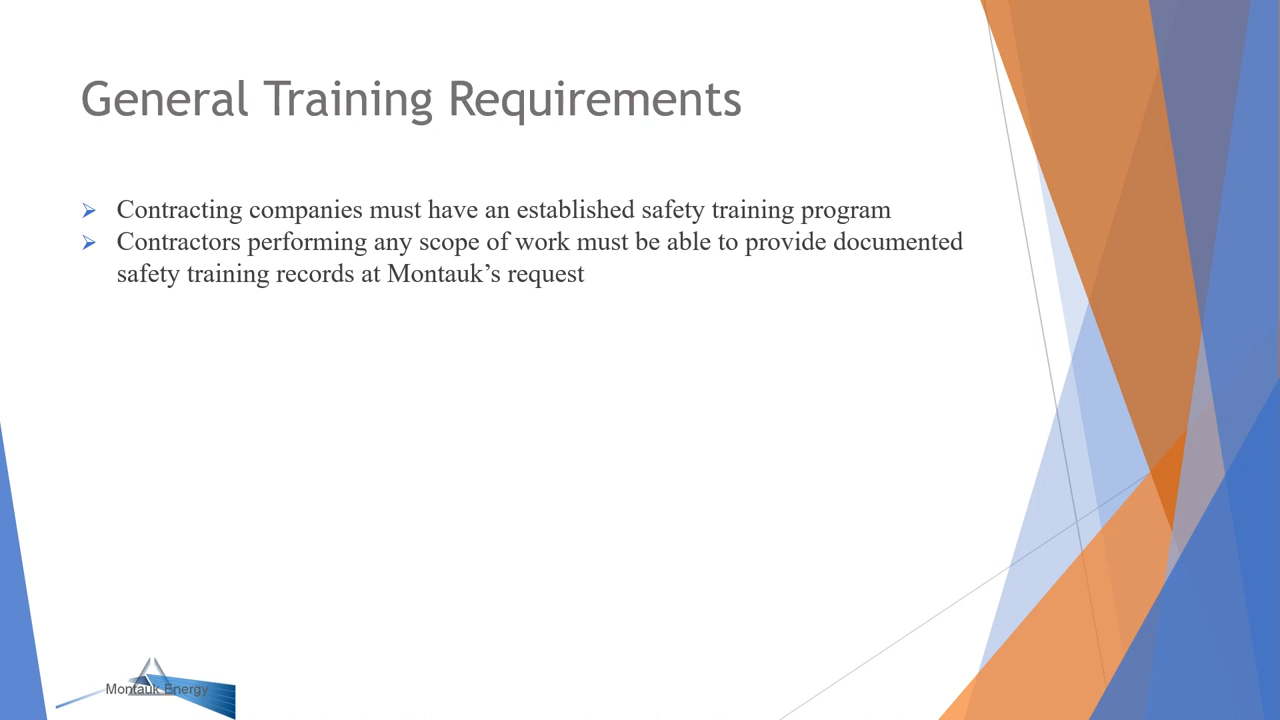 General Training Requirements
Contracting companies must have an established safety training program
Contractors performing any scope of work must be able to provide documented
safety training records at Montauk’s request
Montauk Energy